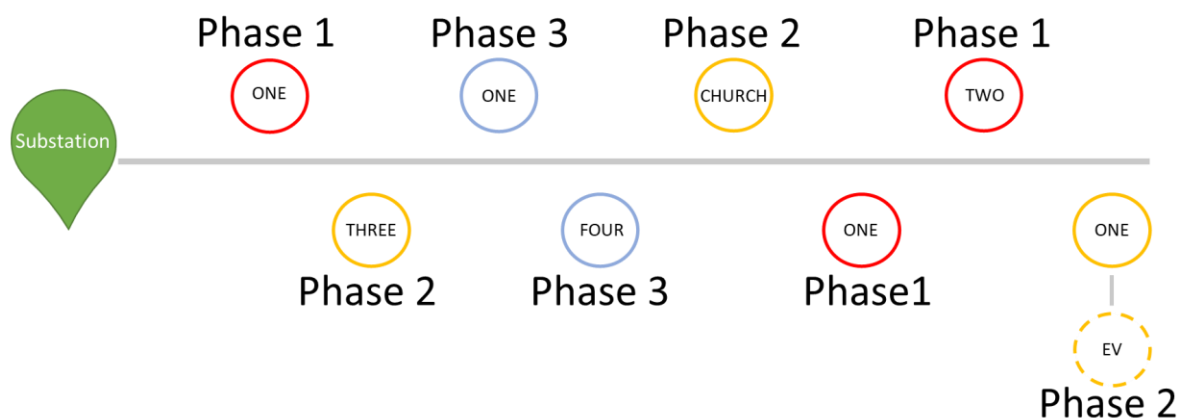 Phase 1
Phase 3
Phase 2
Phase 1
ONE
ONE
CHURCH
TWO
Substation
THREE
FOUR
ONE
ONE
Phase 2
Phase 3
Phase1
EV
Phase 2